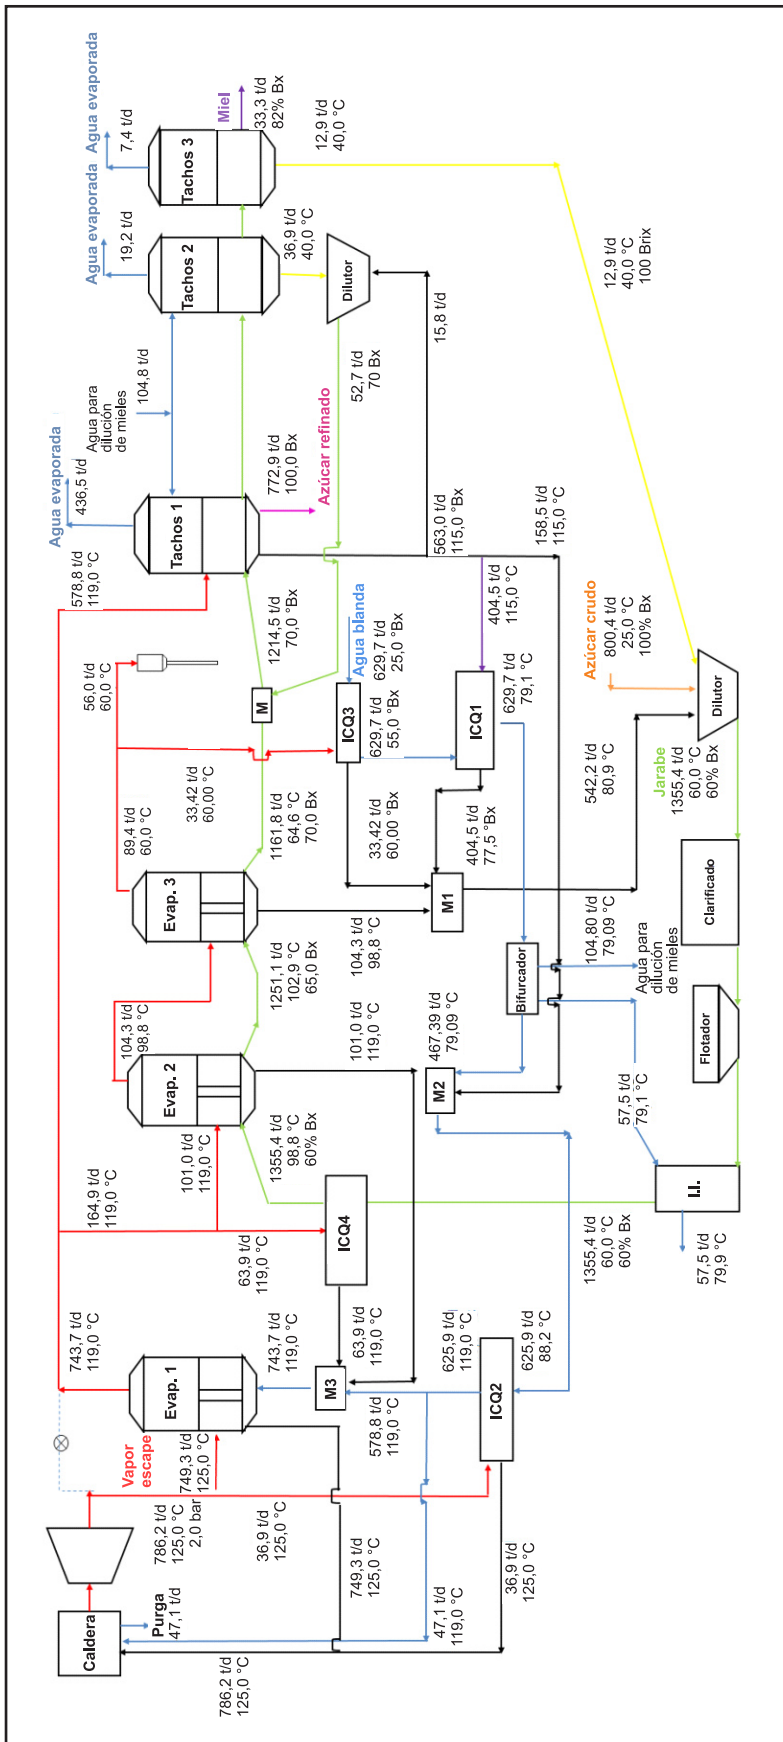 Caldera
Purga
47,1 t/d
786,2 t/d
125,0 °C
786,2 t/d
125,0 °C
2,0 bar
Vapor
escape
749,3 t/d
125,0 °C
36,9 t/d
125,0 °C
749,3 t/d
125,0 °C
47,1 t/d
119,0 °C
36,9 t/d
125,0 °C
Evap. 1
743,7 t/d
119,0 °C
743,7 t/d
119,0 °C
M3
578,8 t/d
119,0 °C
63,9 t/d
119,0 °C
625,9 t/d
119,0 °C
ICQ2
625,9 t/d
88,2 °C
164,9 t/d
119,0 °C
101,0 t/d
119,0 °C
63,9 t/d
119,0 °C
ICQ4
1355,4 t/d
98,8 °C
60% Bx
Evap. 2
104,3 t/d
98,8 °C
101,0 t/d
119,0 °C
1251,1 t/d
102,9 °C
65,0 Bx
Evap. 3
104,3 t/d
98,8 °C
89,4 t/d
60,0 °C
33,42 t/d
60,00 °C
56,0 t/d
60,0 °C
1161,8 t/d
64,6 °C
70,0 Bx
M
1214,5 t/d
70,0 °Bx
ICQ3
Agua blanda
629,7 t/d
25,0 °Bx
629,7 t/d
55,0 °Bx
33,42 t/d
60,00 °Bx
ICQ1
404,5 t/d
115,0 °C
629,7 t/d
79,1 °C
404,5 t/d
77,5 °Bx
M1
M2
467,39 t/d
79,09 °C
Bifurcador
104,80 t/d
79,09 °C
Agua para
dilución
de mieles
57,5 t/d
79,1 °C
I.I.
57,5 t/d
79,9 °C
1355,4 t/d
60,0 °C
60% Bx
Flotador
Clarificado
Jarabe
1355,4 t/d
60,0 °C
60% Bx
Dilutor
542,2 t/d
80,9 °C
Azúcar crudo
800,4 t/d
25,0 °C
100% Bx
12,9 t/d
40,0 °C
100 Brix
578,8 t/d
119,0 °C
Tachos 1
Agua evaporada
436,5 t/d
772,9 t/d
100,0 Bx
Azúcar refinado
563,0 t/d
115,0 °Bx
158,5 t/d
115,0 °C
Agua para
dilución
de mieles
104,8 t/d
Tachos 2
Agua evaporada
19,2 t/d
36,9 t/d
40,0 °C
Dilutor
52,7 t/d
70 Bx
15,8 t/d
Tachos 3
Agua evaporada
7,4 t/d
Miel
33,3 t/d
82% Bx
12,9 t/d
40,0 °C